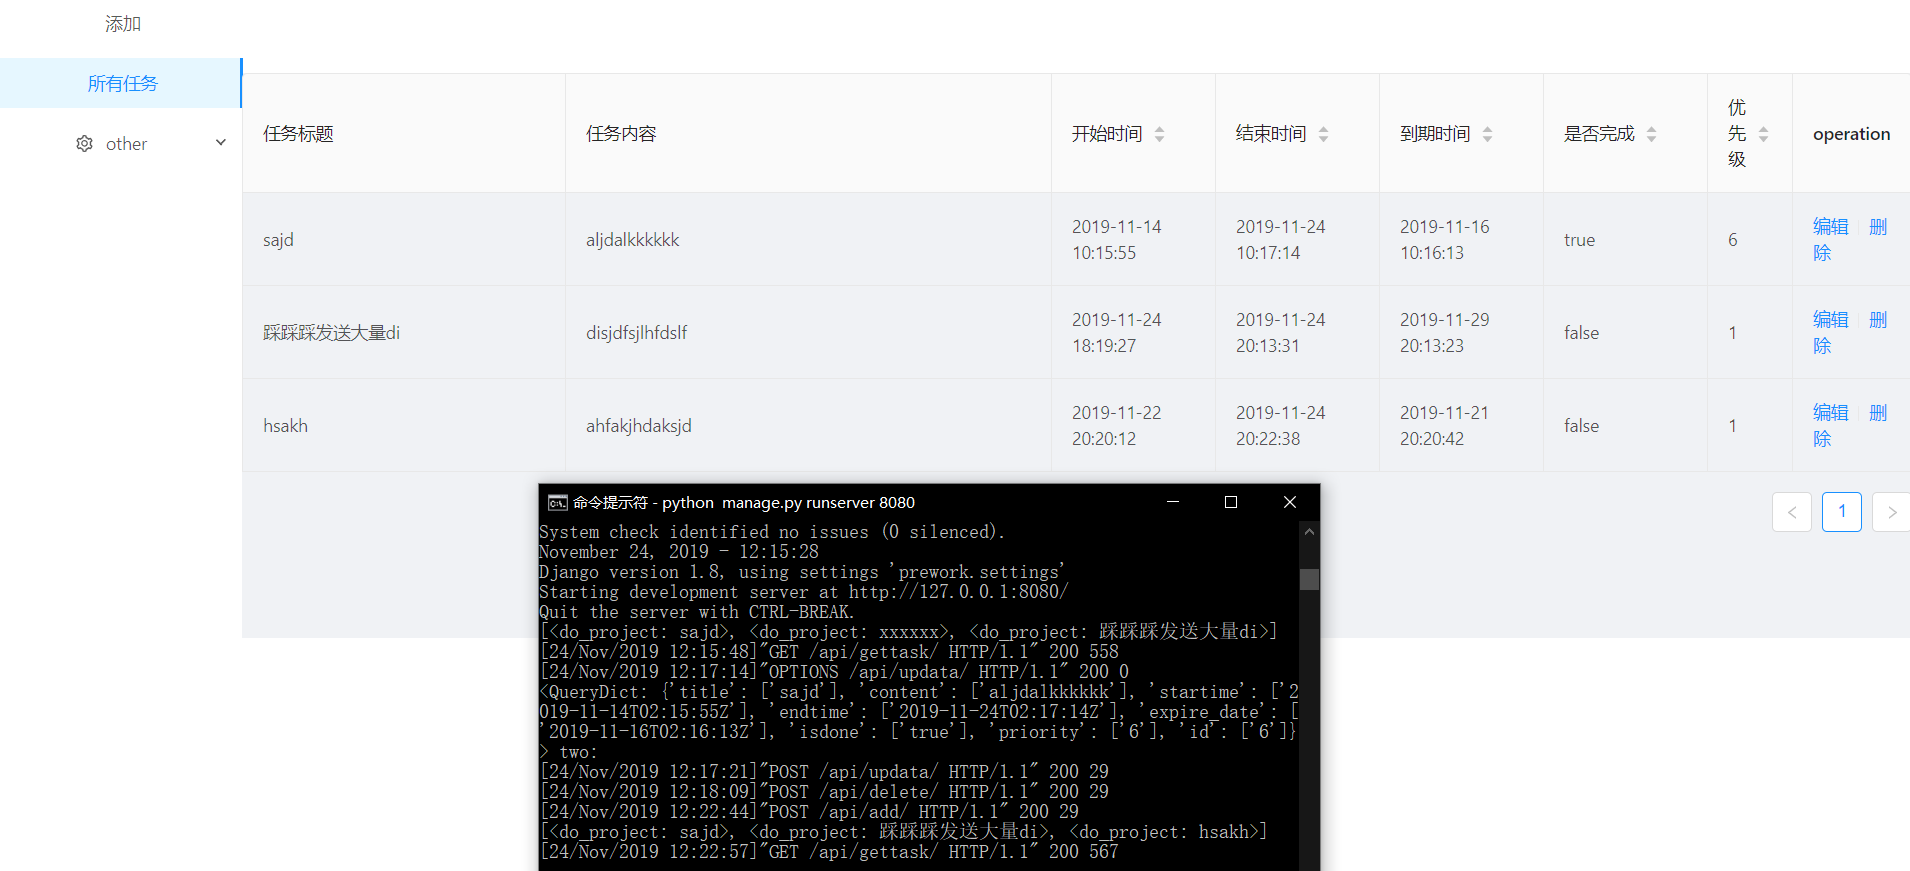 添加
所有任务
other
任务标题 任务内容 开始时间 结束时间 到期时间 是否完成 优先级 operation
sajd aljdalkkkkkk 2019-11-14 10:15:55 2019-11-24 10:17:14 2019-11-16 10:16:13 true 6 编辑 删除
踩踩踩发送大量di disjdfsjlhfdslf 2019-11-24 18:19:27 2019-11-24 20:13:31 2019-11-29 20:13:23 false 1 编辑 删除
hsakh ahfakjhdaksjd 2019-11-22 20:20:12 2019-11-24 20:22:38 2019-11-21 20:20:42 false 1 编辑 删除
< 1 >
命令提示符 - python  manage.py runserver 8080
System check identified no issues (0 silenced).
November 24, 2019 - 12:15:28
Django version 1.8, using settings 'prework.settings'
Starting development server at http://127.0.0.1:8080/
Quit the server with CTRL-BREAK.
[<do_project: sajd>, <do_project: xxxxxx>, <do_project: 踩踩踩发送大量di>]
[24/Nov/2019 12:15:48]"GET /api/gettask/ HTTP/1.1" 200 558
[24/Nov/2019 12:17:14]"OPTIONS /api/updata/ HTTP/1.1" 200 0
<QueryDict: {'title': ['sajd'], 'content': ['aljdalkkkkkk'], 'startime': ['2
019-11-14T02:15:55Z'], 'endtime': ['2019-11-24T02:17:14Z'], 'expire_date': [
'2019-11-16T02:16:13Z'], 'isdone': ['true'], 'priority': ['6'], 'id': ['6']}
> two:
[24/Nov/2019 12:17:21]"POST /api/updata/ HTTP/1.1" 200 29
[24/Nov/2019 12:18:09]"POST /api/delete/ HTTP/1.1" 200 29
[24/Nov/2019 12:22:44]"POST /api/add/ HTTP/1.1" 200 29
[<do_project: sajd>, <do_project: 踩踩踩发送大量di>, <do_project: hsakh>]
[24/Nov/2019 12:22:57]"GET /api/gettask/ HTTP/1.1" 200 567